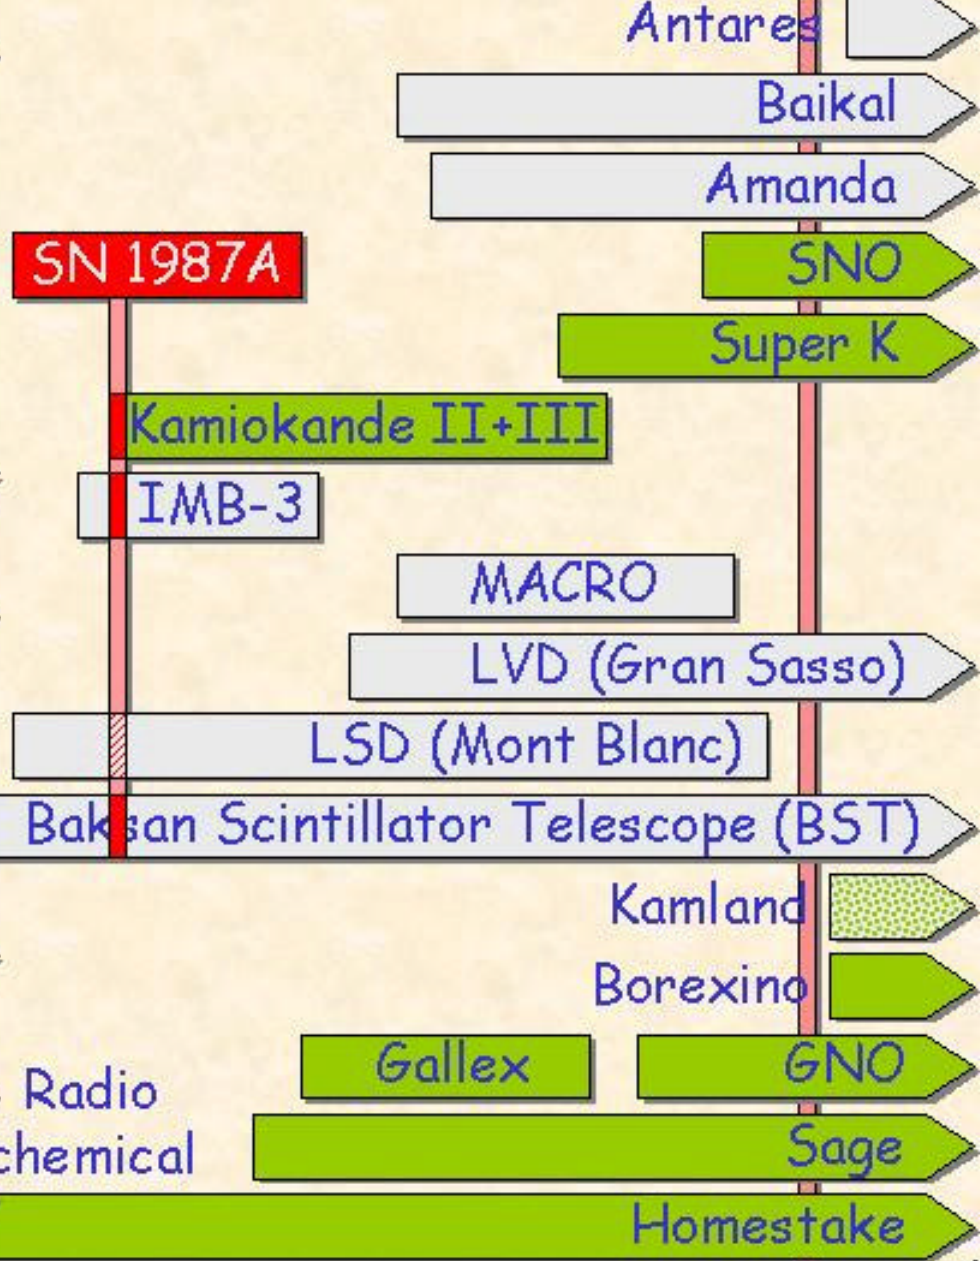 Antares
Baikal
Amanda
SN 1987A
SNO
Super K
Kamiokande II+III
IMB-3
MACRO
LVD (Gran Sasso)
LSD (Mont Blanc)
Baksan Scintillator Telescope (BST)
Kamland
Borexino
Gallex
GNO
Radio
chemical
Sage
Homestake